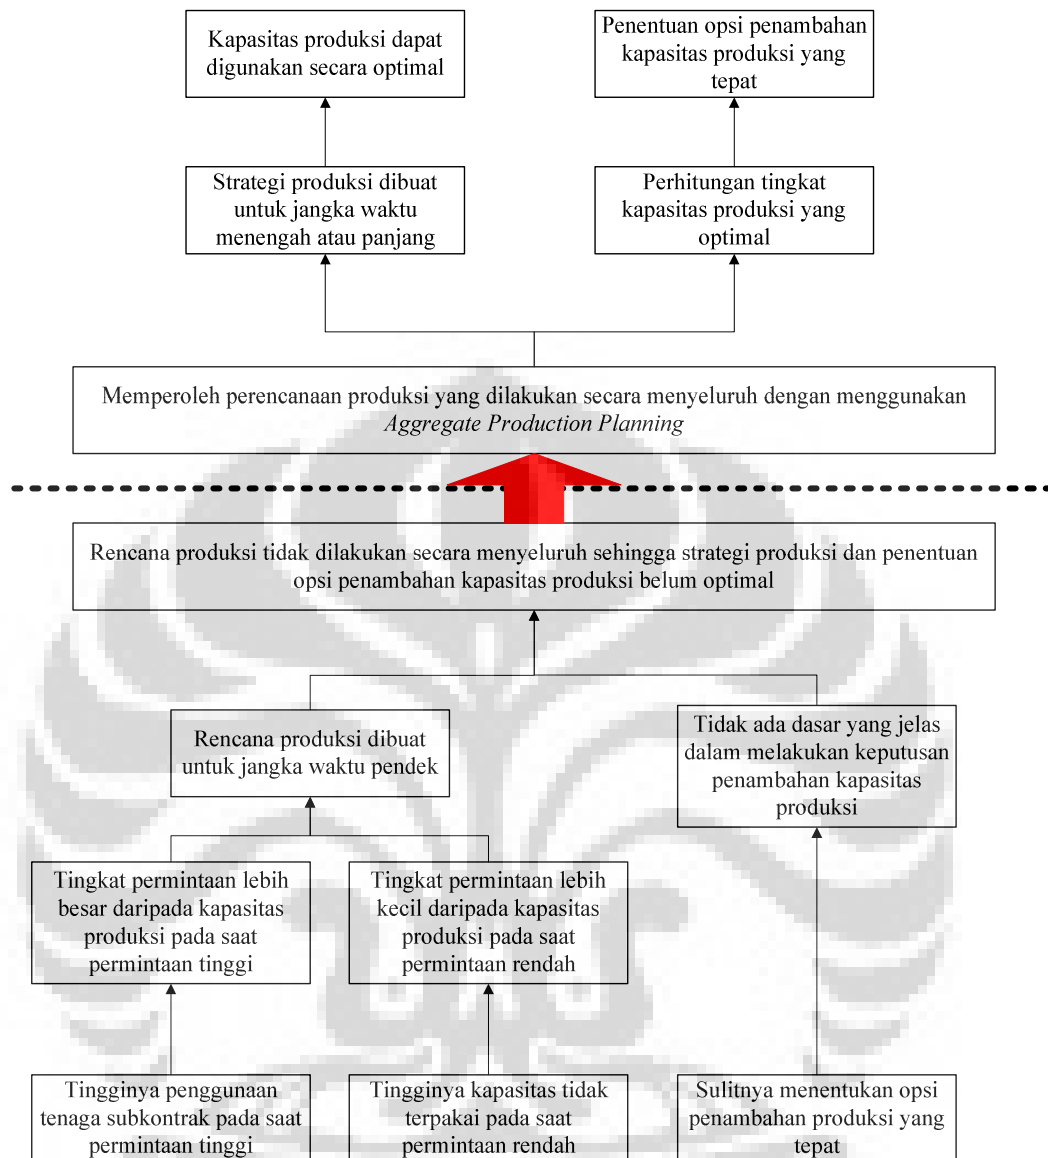 Kapasitas produksi dapat
digunakan secara optimal
Penentuan opsi penambahan
kapasitas produksi yang
tepat
Strategi produksi dibuat
untuk jangka waktu
menengah atau panjang
Perhitungan tingkat
kapasitas produksi yang
optimal
Memperoleh perencanaan produksi yang dilakukan secara menyeluruh dengan menggunakan
Aggregate Production Planning
Rencana produksi tidak dilakukan secara menyeluruh sehingga strategi produksi dan penentuan
opsi penambahan kapasitas produksi belum optimal
Rencana produksi dibuat
untuk jangka waktu pendek
Tidak ada dasar yang jelas
dalam melakukan keputusan
penambahan kapasitas
produksi
Tingkat permintaan lebih
besar daripada kapasitas
produksi pada saat
permintaan tinggi
Tingkat permintaan lebih
kecil daripada kapasitas
produksi pada saat
permintaan rendah
Tingginya penggunaan
tenaga subkontrak pada saat
permintaan tinggi
Tingginya kapasitas tidak
terpakai pada saat
permintaan rendah
Sulitnya menentukan opsi
penambahan produksi yang
tepat